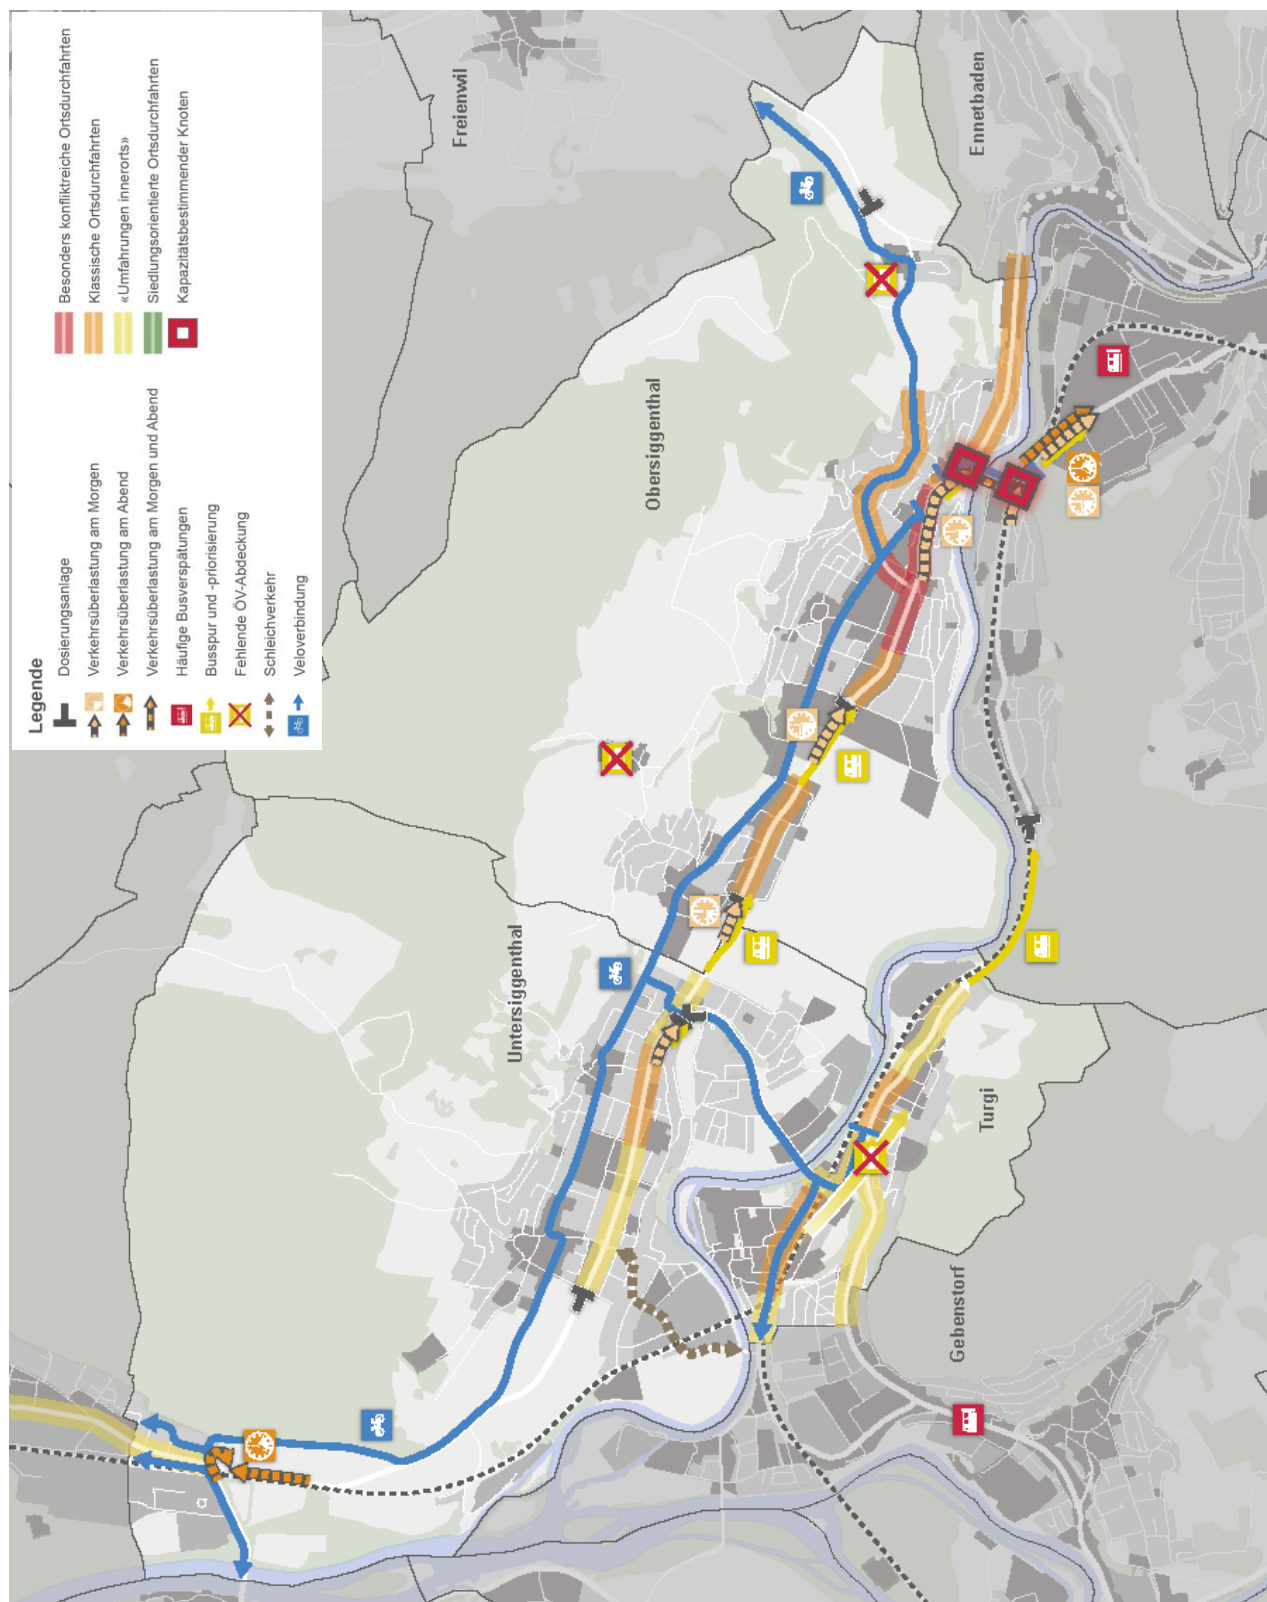 Legende
Dosierungsanlage
Verkehrsüberlastung am Morgen
Verkehrsüberlastung am Abend
Verkehrsüberlastung am Morgen und Abend
Häufige Busverspätungen
Busspur und -priorisierung
Fehlende ÖV-Abdeckung
Schleichverkehr
Veloverbindung
Besonders konfliktreiche Ortsdurchfahrten
Klassische Ortsdurchfahrten
«Umfahrungen innerorts»
Siedlungsorientierte Ortsdurchfahrten
Kapazitätsbestimmender Knoten
Freienwil
Ennetbaden
Obersiggenthal
Untersiggenthal
Turgi
Gebenstorf